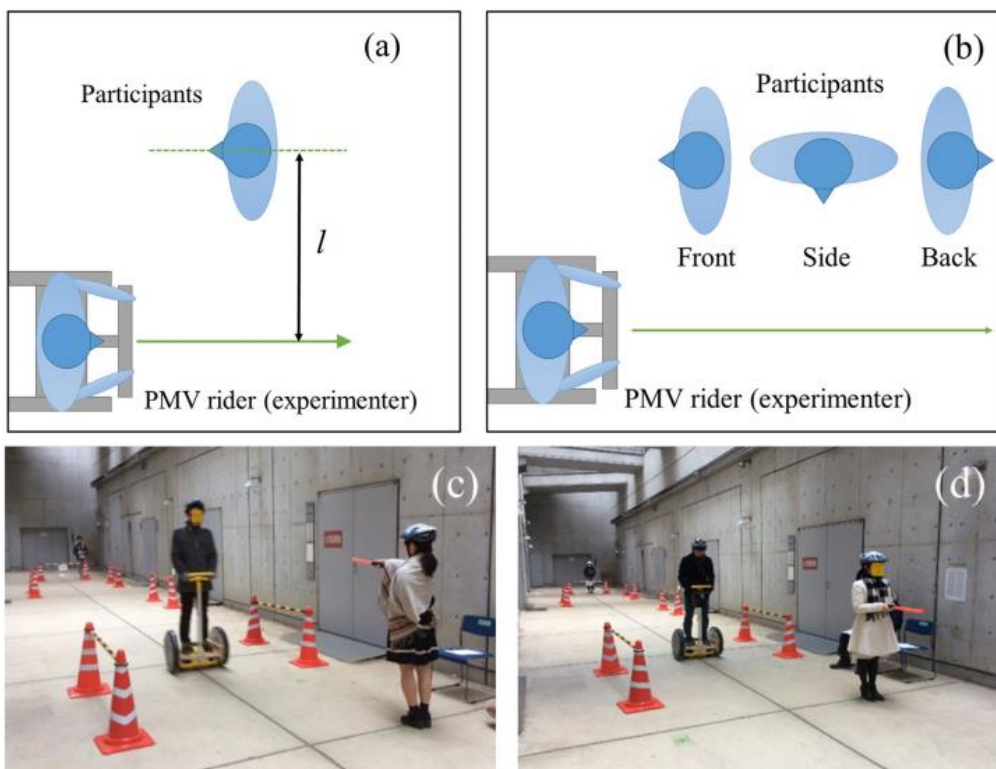 (a)
Participants
l
PMV rider (experimenter)
(b)
Participants
Front
Side
Back
PMV rider (experimenter)
(c)
(d)